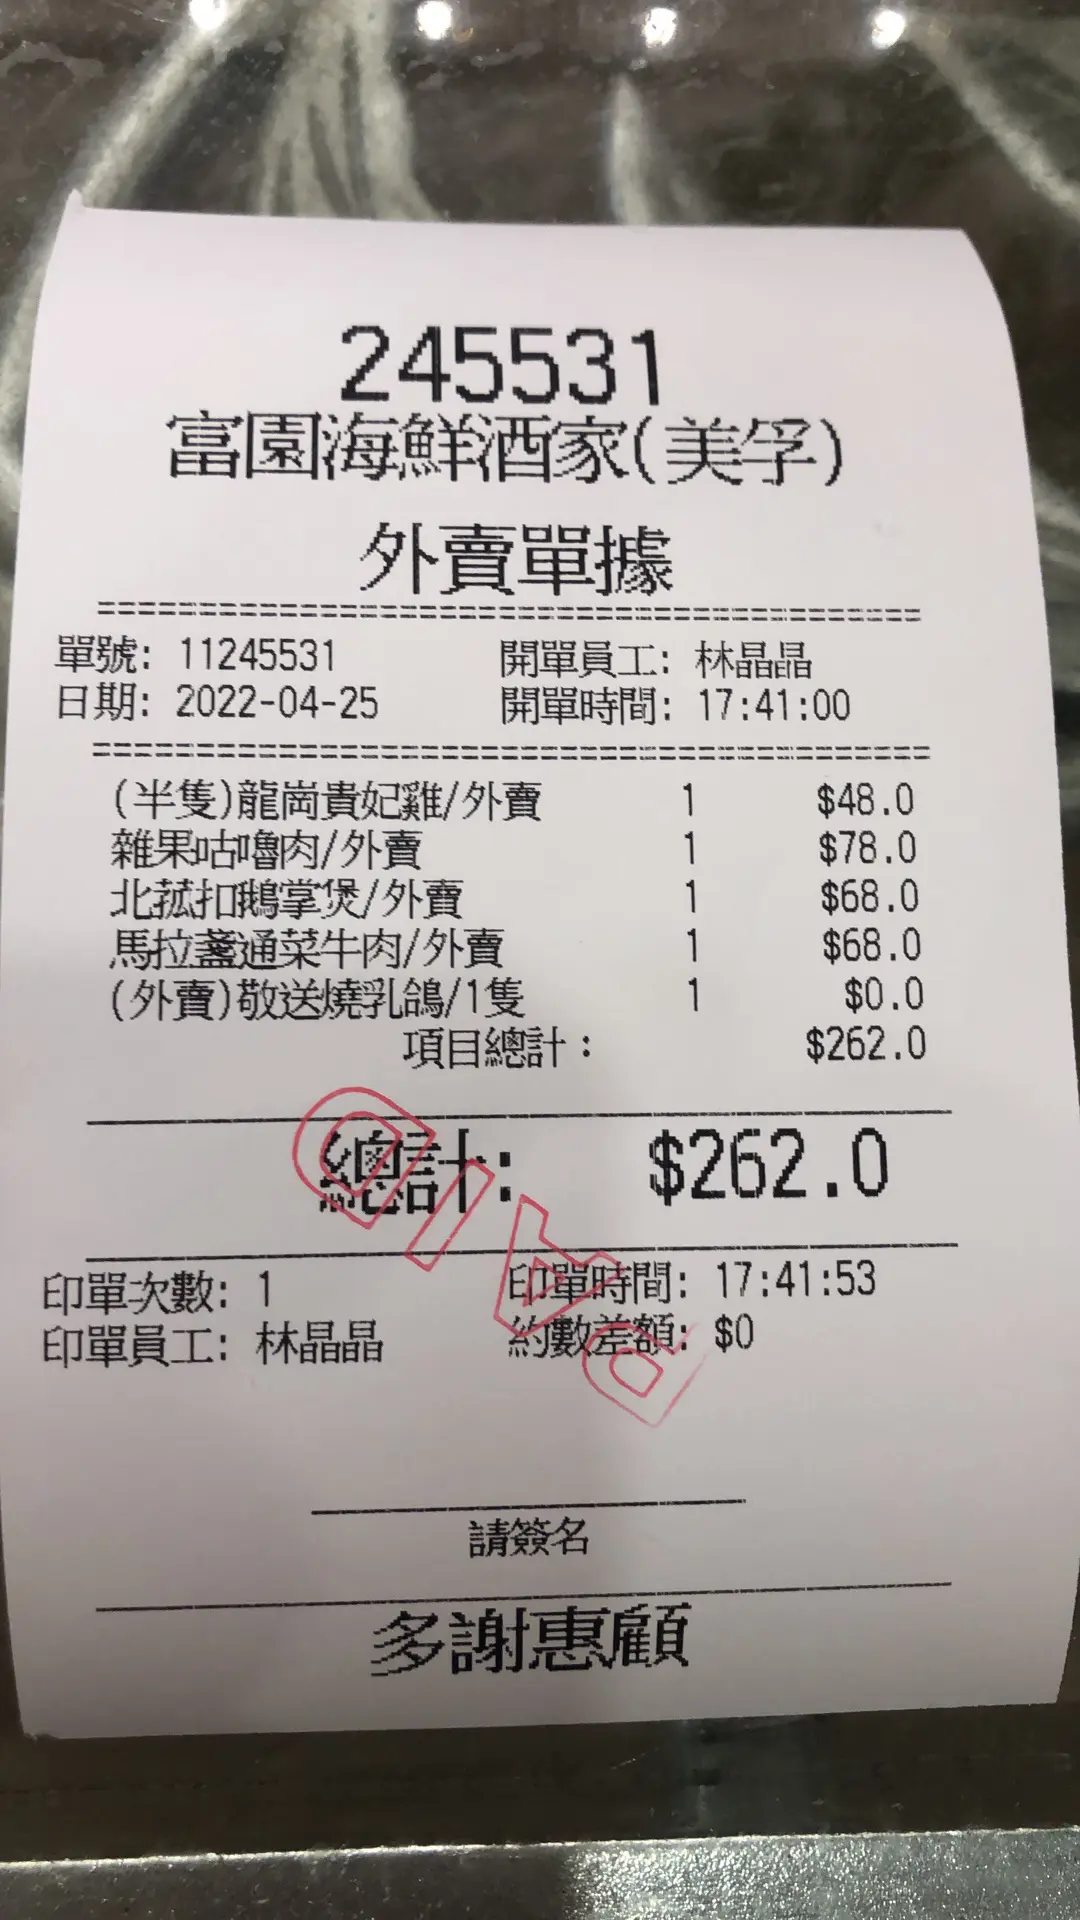 245531
富園海鮮酒家(美孚)
外賣單據
單號: 11245531 開單員工: 林晶晶
日期: 2022-04-25 開單時間: 17:41:00
(半隻)龍崗貴妃雞/外賣 1 $48.0
雜果咕嚕肉/外賣 1 $78.0
北菰扣鵝掌煲/外賣 1 $68.0
馬拉盞通菜牛肉/外賣 1 $68.0
(外賣)敬送燒乳鴿/1隻 1 $0.0
項目總計: $262.0
總計: $262.0
PAID
印單次數: 1 印單時間: 17:41:53
印單員工: 林晶晶 約數差額: $0
請簽名
多謝惠顧